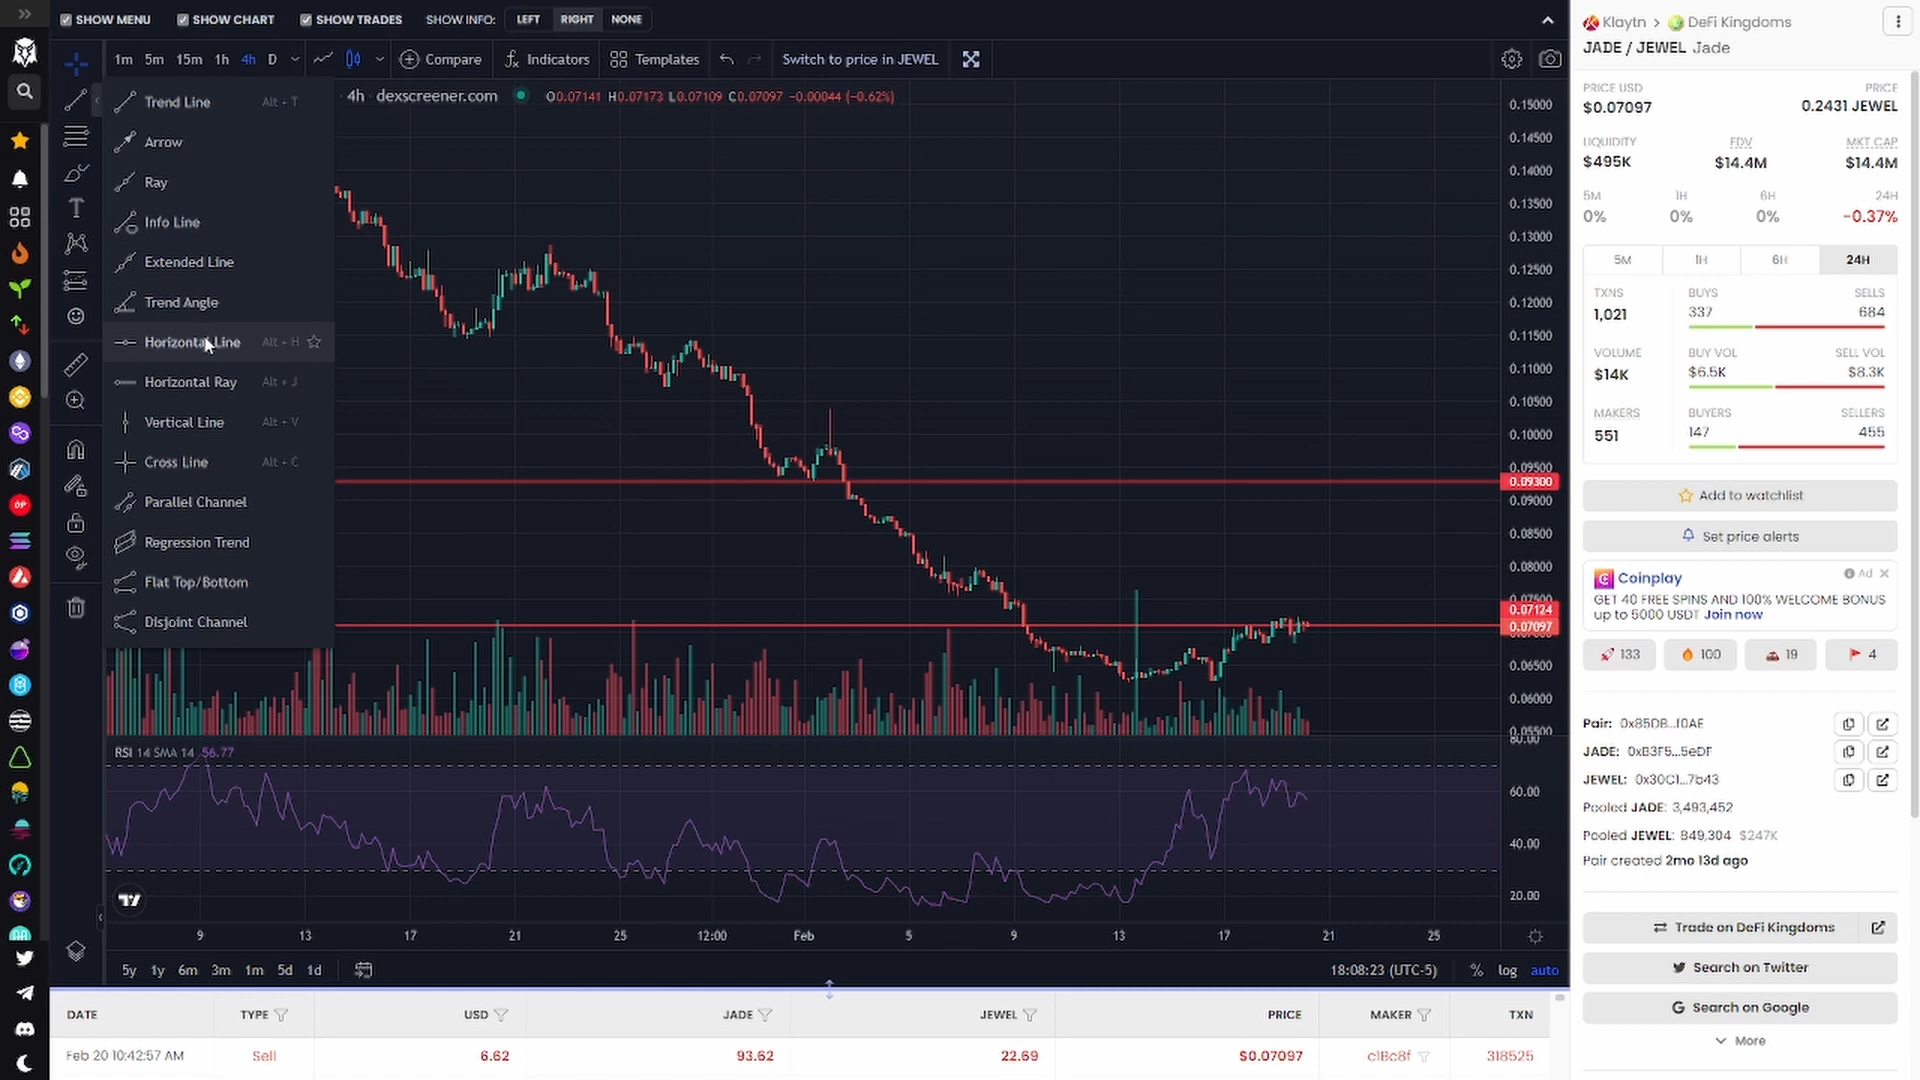 SHOW MENU SHOW CHART SHOW TRADES SHOW INFO: LEFT RIGHT NONE
1m 5m 15m 1h 4h D Compare Indicators Templates Switch to price in JEWEL
4h dexscreener.com O0.07141 H0.07173 L0.07109 C0.07097 −0.00044 (−0.62%)
Trend Line Alt + T
Arrow
Ray
Info Line
Extended Line
Trend Angle
Horizontal Line Alt + H
Horizontal Ray Alt + J
Vertical Line Alt + V
Cross Line Alt + C
Parallel Channel
Regression Trend
Flat Top/Bottom
Disjoint Channel
0.15000
0.14500
0.14000
0.13500
0.13000
0.12500
0.12000
0.11500
0.11000
0.10500
0.10000
0.09500
0.09300
0.09000
0.08500
0.08000
0.07500
0.07124
0.07097
0.06500
0.06000
0.05500
RSI 14 SMA 14 56.77
80.00
60.00
40.00
20.00
9 13 17 21 25 12:00 Feb 5 9 13 17 21 25
5y 1y 6m 3m 1m 5d 1d 18:08:23 (UTC-5) % log auto
DATE TYPE USD JADE JEWEL PRICE MAKER TXN
Feb 20 10:42:57 AM Sell 6.62 93.62 22.69 $0.07097 c1Bc8f 318525
Klaytn > DeFi Kingdoms
JADE / JEWEL Jade
PRICE USD PRICE
$0.07097 0.2431 JEWEL
LIQUIDITY FDV MKT CAP
$495K $14.4M $14.4M
5M 1H 6H 24H
0% 0% 0% -0.37%
5M 1H 6H 24H
TXNS BUYS SELLS
1,021 337 684
VOLUME BUY VOL SELL VOL
$14K $6.5K $8.3K
MAKERS BUYERS SELLERS
551 147 455
Add to watchlist
Set price alerts
Coinplay Ad
GET 40 FREE SPINS AND 100% WELCOME BONUS
up to 5000 USDT Join now
133 100 19 4
Pair: 0x85DB...f0AE
JADE: 0xB3F5...5eDF
JEWEL: 0x30C1...7b43
Pooled JADE: 3,493,452
Pooled JEWEL: 849,304 $247K
Pair created 2mo 13d ago
Trade on DeFi Kingdoms
Search on Twitter
Search on Google
More